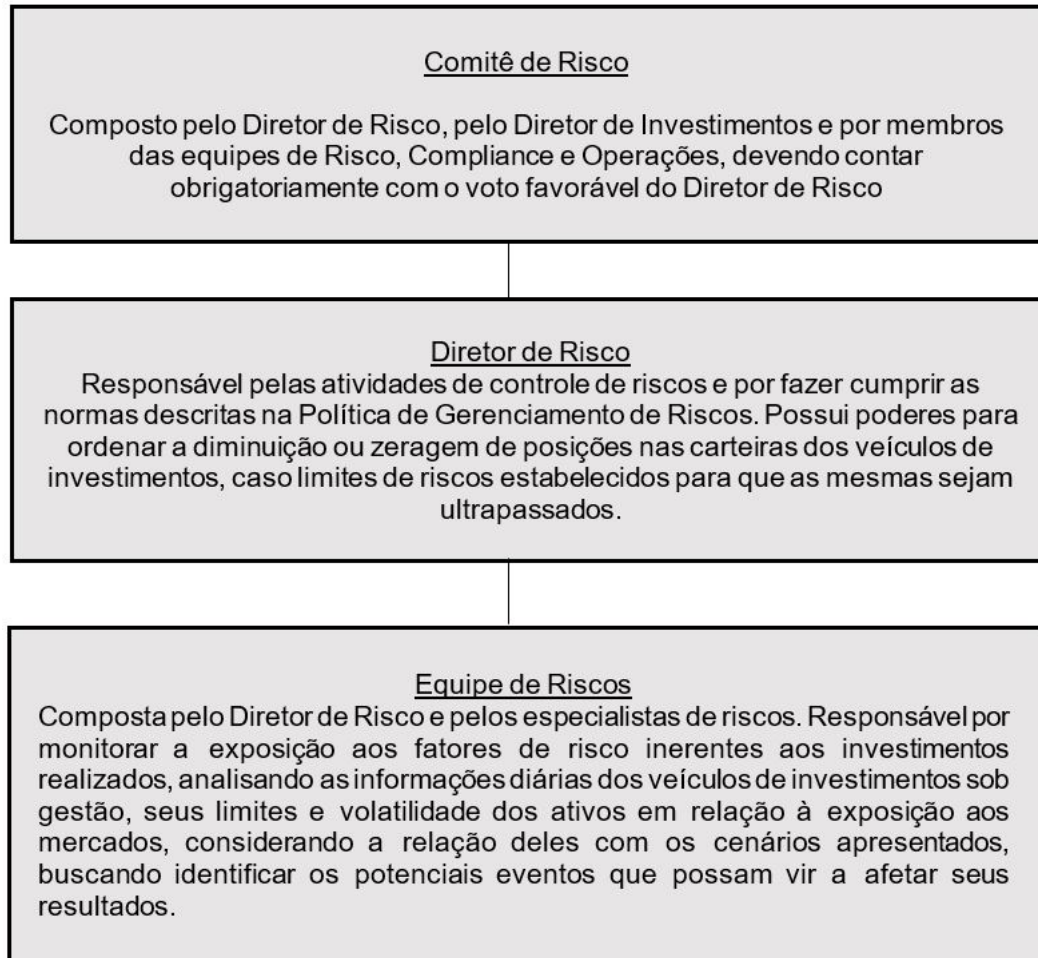 Comitê de Risco
Composto pelo Diretor de Risco, pelo Diretor de Investimentos e por membros
das equipes de Risco, Compliance e Operações, devendo contar
obrigatoriamente com o voto favorável do Diretor de Risco
Diretor de Risco
Responsável pelas atividades de controle de riscos e por fazer cumprir as
normas descritas na Política de Gerenciamento de Riscos. Possui poderes para
ordenar a diminuição ou zeragem de posições nas carteiras dos veículos de
investimentos, caso limites de riscos estabelecidos para que as mesmas sejam
ultrapassados.
Equipe de Riscos
Composta pelo Diretor de Risco e pelos especialistas de riscos. Responsável por
monitorar a exposição aos fatores de risco inerentes aos investimentos
realizados, analisando as informações diárias dos veículos de investimentos sob
gestão, seus limites e volatilidade dos ativos em relação à exposição aos
mercados, considerando a relação deles com os cenários apresentados,
buscando identificar os potenciais eventos que possam vir a afetar seus
resultados.